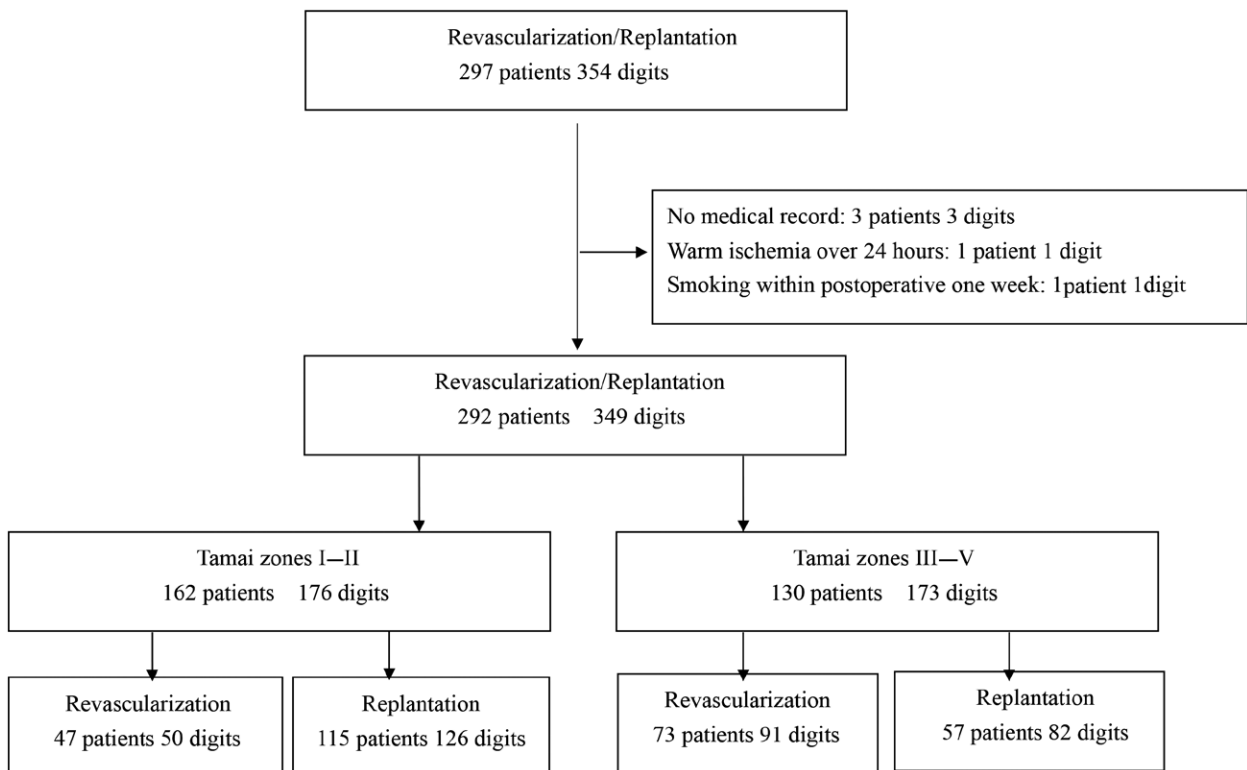 Revascularization/Replantation
297 patients 354 digits
No medical record: 3 patients 3 digits
Warm ischemia over 24 hours: 1 patient 1 digit
Smoking within postoperative one week: 1patient 1digit
Revascularization/Replantation
292 patients 349 digits
Tamai zones I—II
162 patients 176 digits
Tamai zones III—V
130 patients 173 digits
Revascularization
47 patients 50 digits
Replantation
115 patients 126 digits
Revascularization
73 patients 91 digits
Replantation
57 patients 82 digits